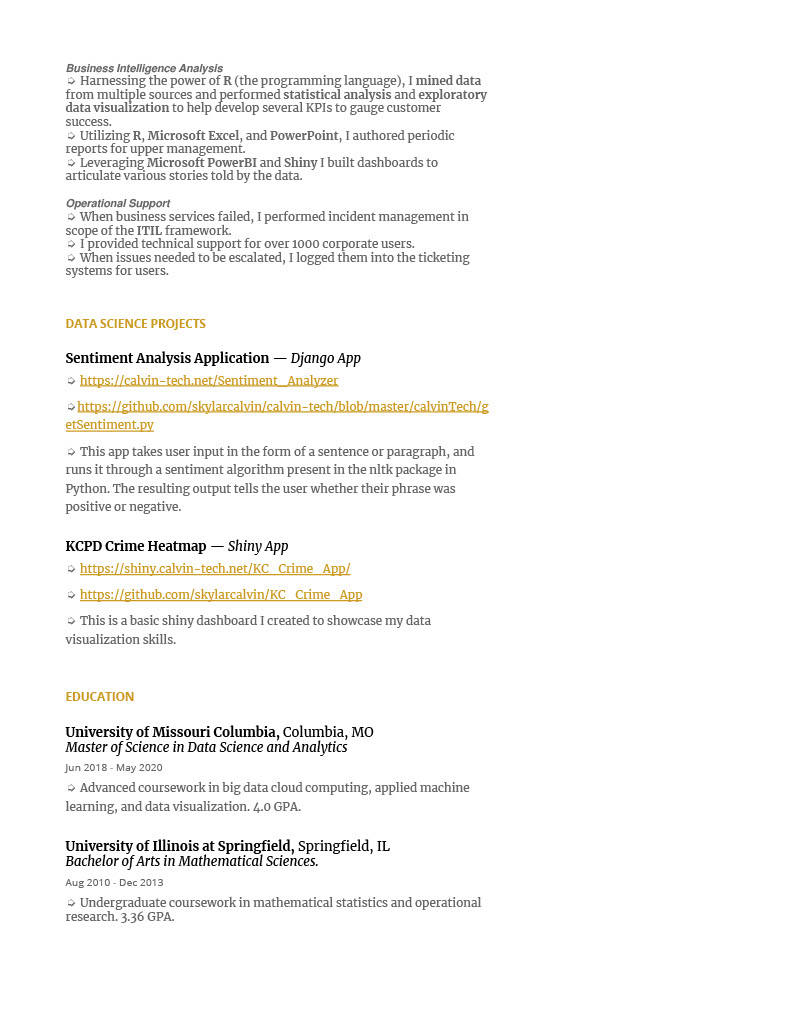 Business Intelligence Analysis
➭ Harnessing the power of R (the programming language), I mined data
from multiple sources and performed statistical analysis and exploratory
data visualization to help develop several KPIs to gauge customer
success.
➭ Utilizing R, Microsoft Excel, and PowerPoint, I authored periodic
reports for upper management.
➭ Leveraging Microsoft PowerBI and Shiny I built dashboards to
articulate various stories told by the data.
Operational Support
➭ When business services failed, I performed incident management in
scope of the ITIL framework.
➭ I provided technical support for over 1000 corporate users.
➭ When issues needed to be escalated, I logged them into the ticketing
systems for users.
DATA SCIENCE PROJECTS
Sentiment Analysis Application — Django App
➭ https://calvin-tech.net/Sentiment_Analyzer
➭ https://github.com/skylarcalvin/calvin-tech/blob/master/calvinTech/g
etSentiment.py
➭ This app takes user input in the form of a sentence or paragraph, and
runs it through a sentiment algorithm present in the nltk package in
Python. The resulting output tells the user whether their phrase was
positive or negative.
KCPD Crime Heatmap — Shiny App
➭ https://shiny.calvin-tech.net/KC_Crime_App/
➭ https://github.com/skylarcalvin/KC_Crime_App
➭ This is a basic shiny dashboard I created to showcase my data
visualization skills.
EDUCATION
University of Missouri Columbia, Columbia, MO
Master of Science in Data Science and Analytics
Jun 2018 - May 2020
➭ Advanced coursework in big data cloud computing, applied machine
learning, and data visualization. 4.0 GPA.
University of Illinois at Springfield, Springfield, IL
Bachelor of Arts in Mathematical Sciences.
Aug 2010 - Dec 2013
➭ Undergraduate coursework in mathematical statistics and operational
research. 3.36 GPA.